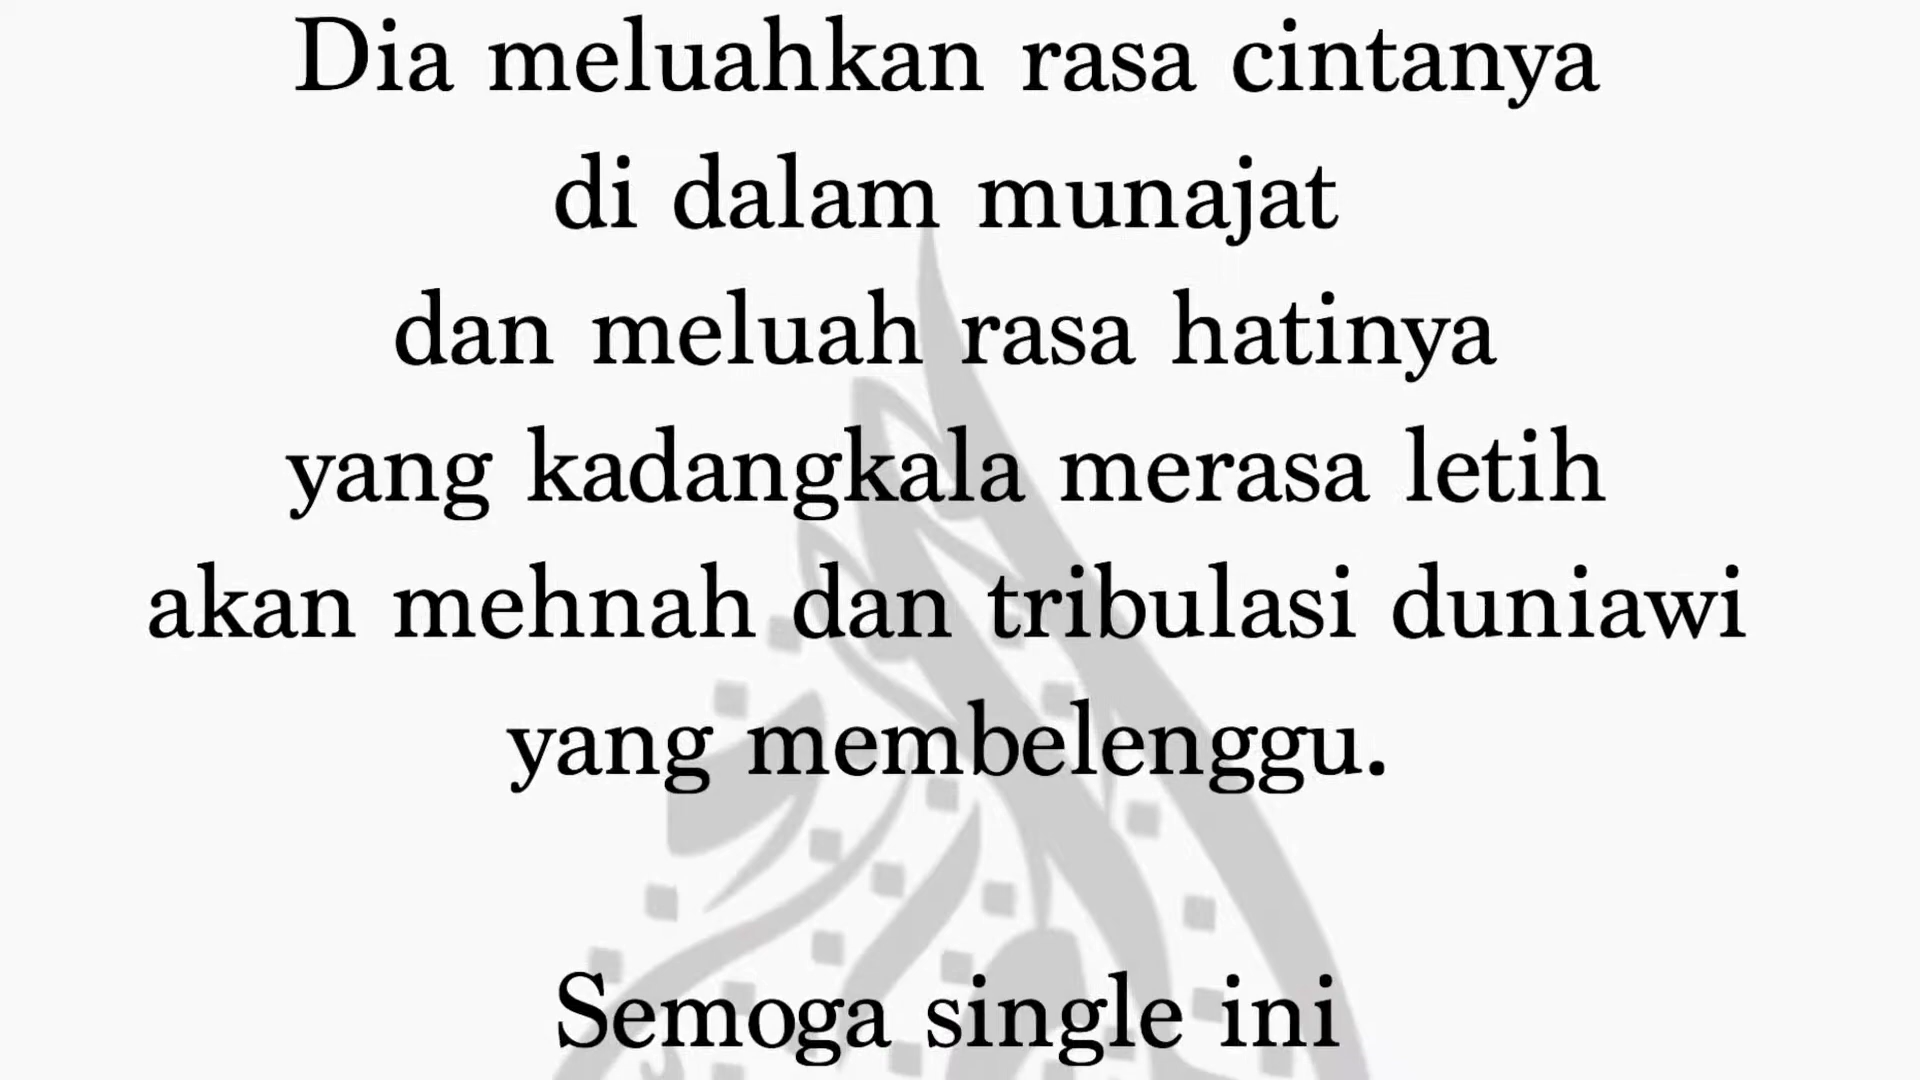 Dia meluahkan rasa cintanya
di dalam munajat
dan meluah rasa hatinya
yang kadangkala merasa letih
akan mehnah dan tribulasi duniawi
yang membelenggu.
Semoga single ini